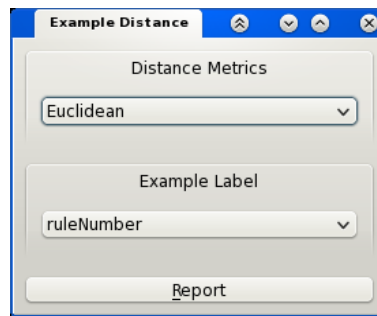 Example Distance
Distance Metrics
Euclidean
Example Label
ruleNumber
Report